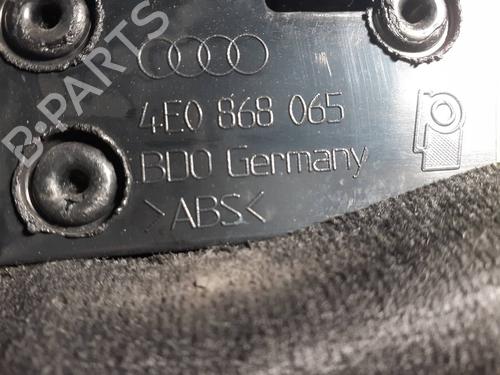 4E0 868 065
BDO Germany
>ABS<
B-PARTS